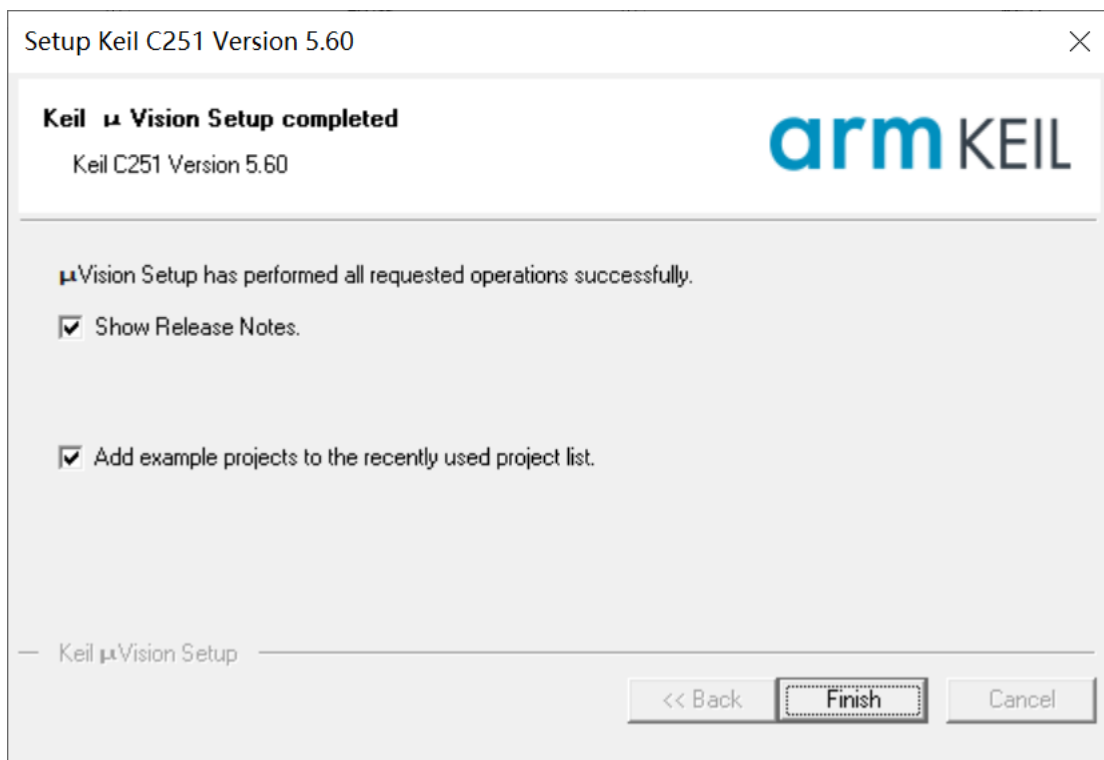 Setup Keil C251 Version 5.60
Keil μ Vision Setup completed
Keil C251 Version 5.60
arm KEIL
μVision Setup has performed all requested operations successfully.
Show Release Notes.
Add example projects to the recently used project list.
Keil μVision Setup
<< Back
Finish
Cancel